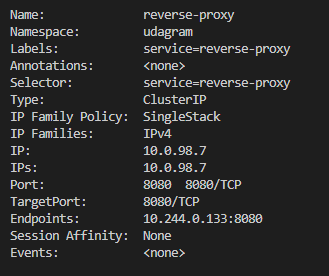 Name: reverse-proxy
Namespace: udagram
Labels: service=reverse-proxy
Annotations: <none>
Selector: service=reverse-proxy
Type: ClusterIP
IP Family Policy: SingleStack
IP Families: IPv4
IP: 10.0.98.7
IPs: 10.0.98.7
Port: 8080 8080/TCP
TargetPort: 8080/TCP
Endpoints: 10.244.0.133:8080
Session Affinity: None
Events: <none>